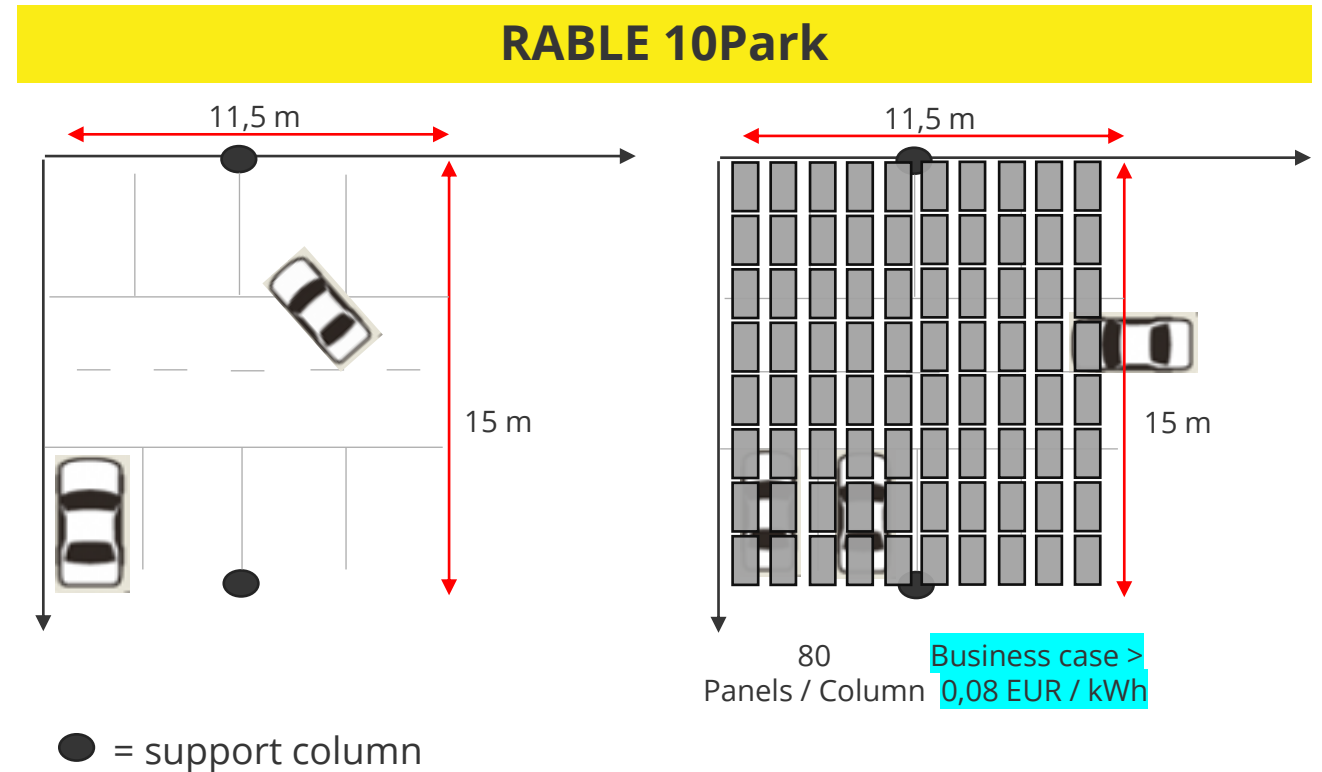 RABLE 10Park
11,5 m
11,5 m
15 m
15 m
80
Panels / Column
Business case >
0,08 EUR / kWh
= support column